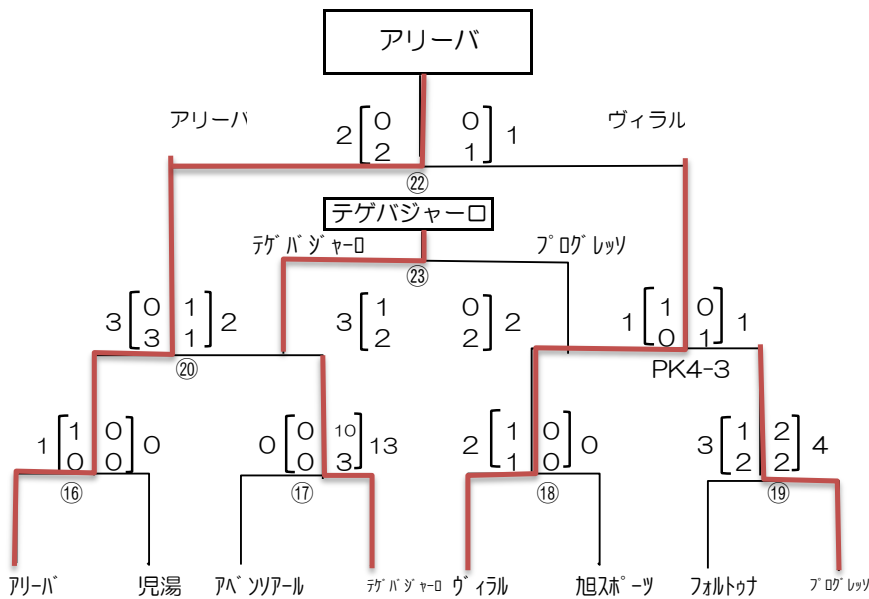 アリーバ
アリーバ 2 0 0 1 ヴィラル
2 1
㉒
テゲバジャーロ
テゲバジャーロ プログレッソ
㉓
3 0 1 2 3 1 0 2 1 1 0 1
3 1 2 2 0 1
⑳ PK4-3
1 1 0 0 0 0 10 13 2 1 0 0 3 1 2 4
0 0 0 3 1 0 2 2
⑯ ⑰ ⑱ ⑲
アリーバ 児湯 アベンソアール テゲバジャーロ ヴィラル 旭スポーツ フォルトゥナ プログレッソ